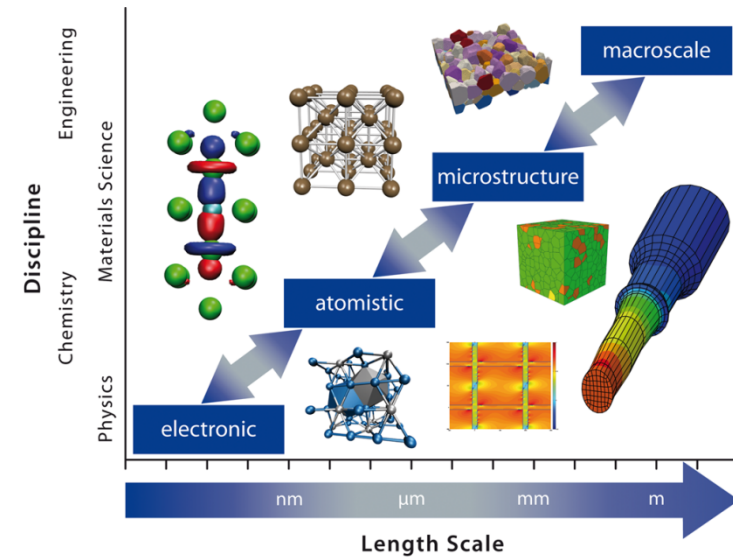 macroscale
microstructure
atomistic
electronic
Discipline
Engineering
Materials Science
Chemistry
Physics
nm
μm
mm
m
Length Scale